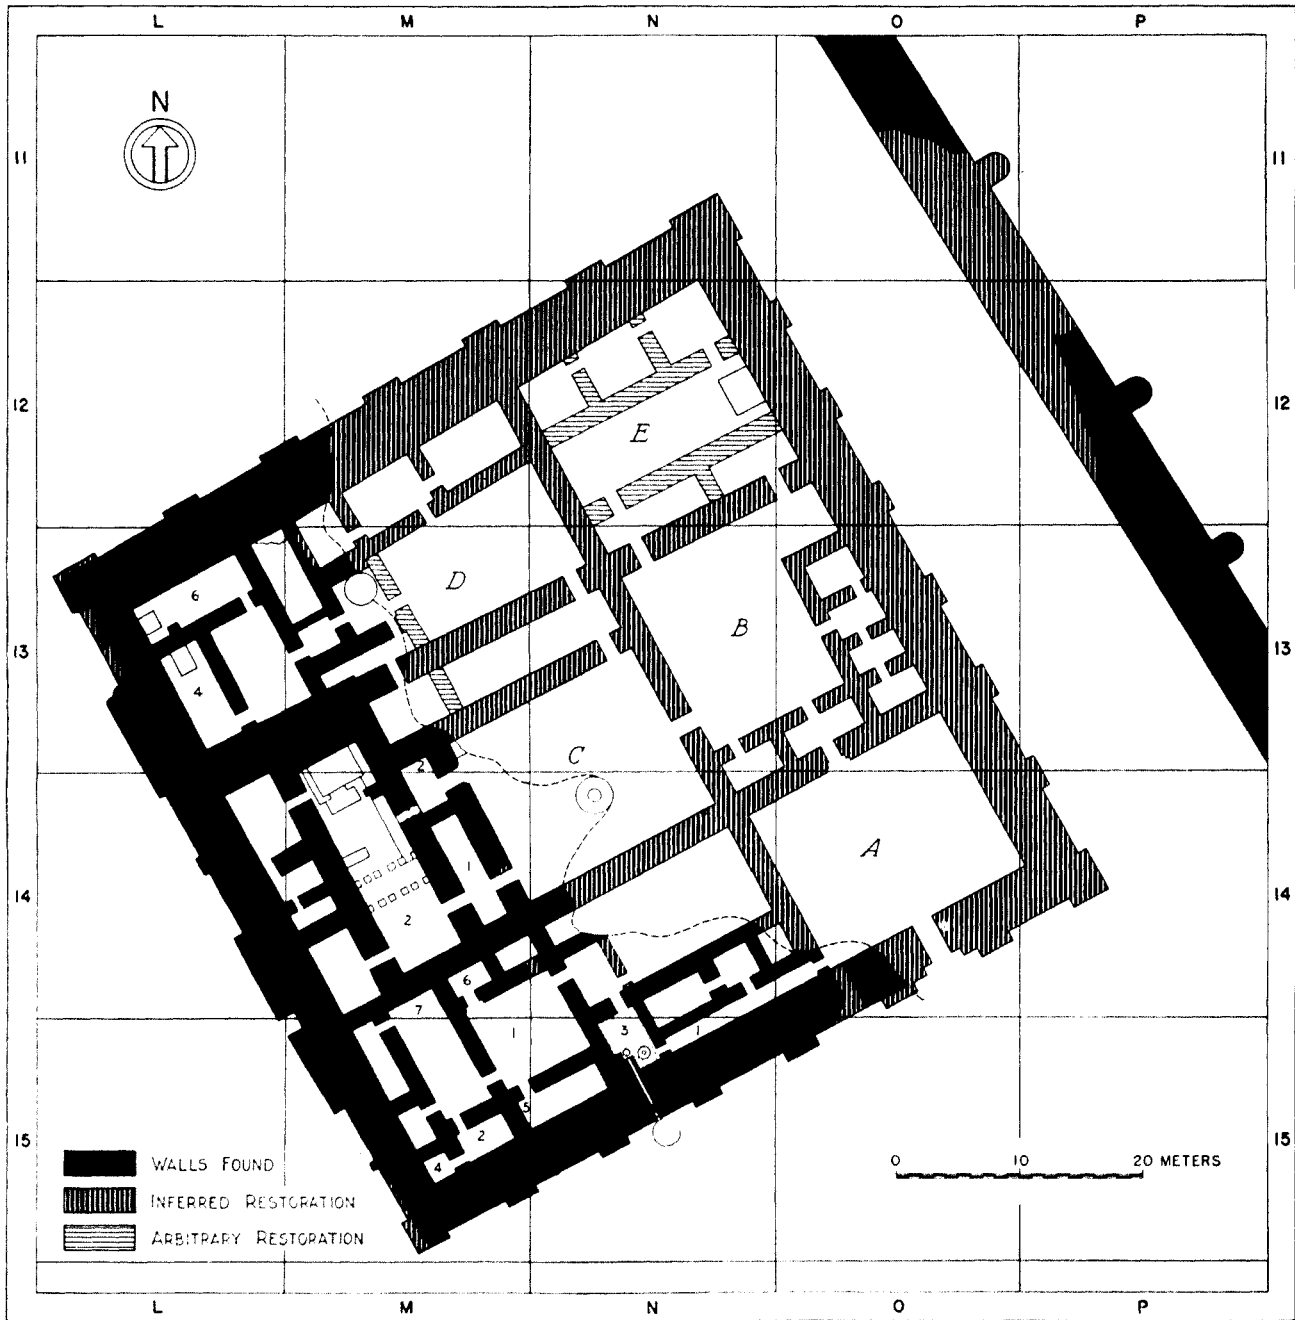 L M N O P
N
11 11
12 12
E
D
6
B
13 13
4
C
2
A
1
14 14
2
6
7
1 3 1
5
15 15
2
4
WALLS FOUND
INFERRED RESTORATION
ARBITRARY RESTORATION
0 10 20 METERS
L M N O P